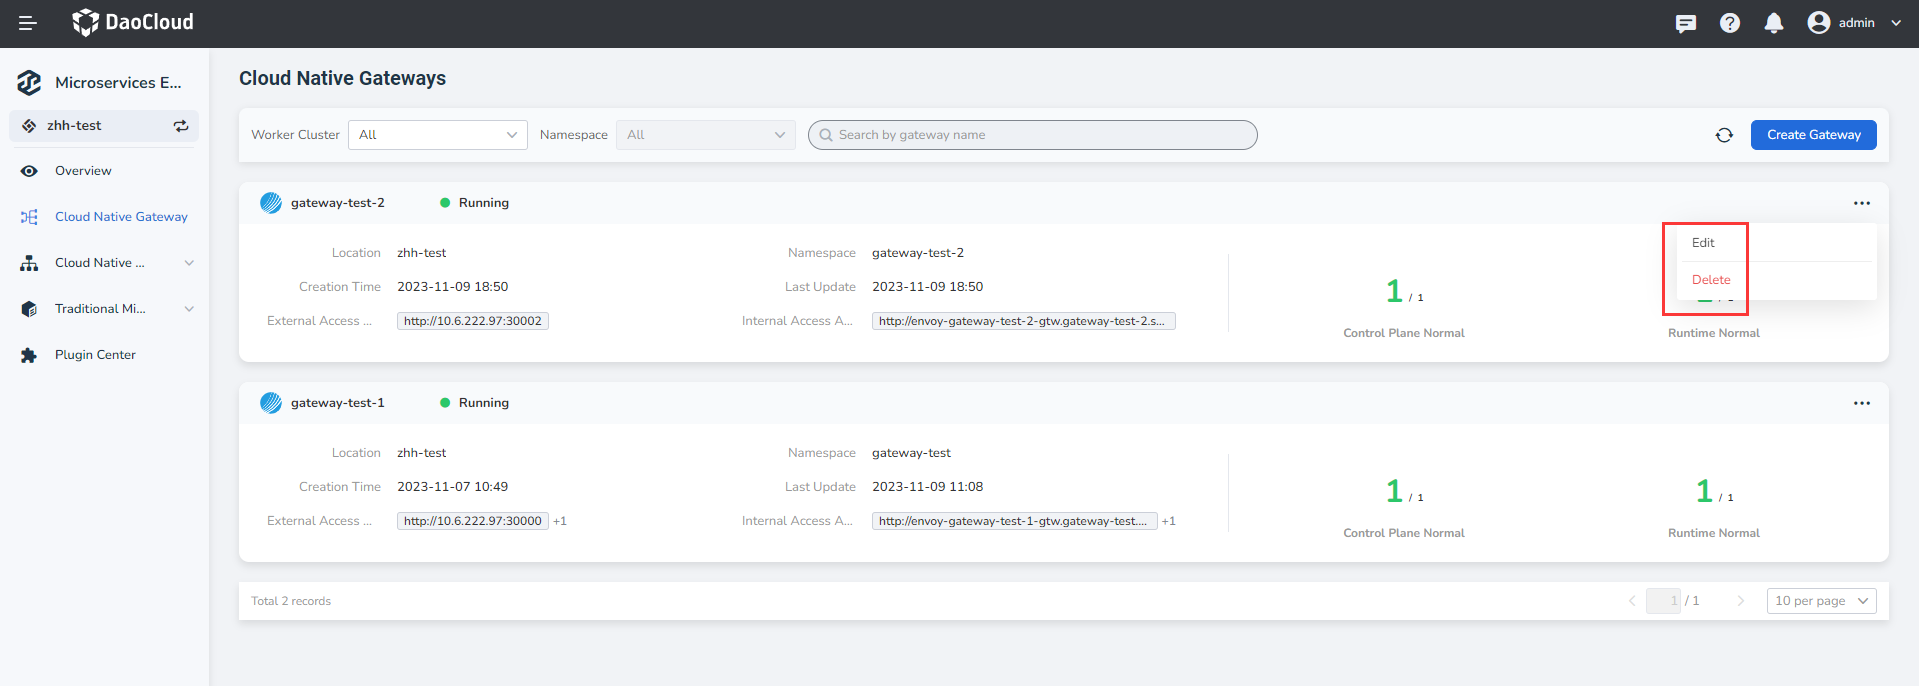 DaoCloud
admin
Microservices E...
zhh-test
Overview
Cloud Native Gateway
Cloud Native ...
Traditional Mi...
Plugin Center
Cloud Native Gateways
Worker Cluster All Namespace All Search by gateway name Create Gateway
gateway-test-2 Running
Edit
Delete
Location zhh-test Namespace gateway-test-2
Creation Time 2023-11-09 18:50 Last Update 2023-11-09 18:50
External Access ... http://10.6.222.97:30002 Internal Access A... http://envoy-gateway-test-2-gtw.gateway-test-2.s...
1 / 1
Control Plane Normal Runtime Normal
gateway-test-1 Running
Location zhh-test Namespace gateway-test
Creation Time 2023-11-07 10:49 Last Update 2023-11-09 11:08
External Access ... http://10.6.222.97:30000 +1 Internal Access A... http://envoy-gateway-test-1-gtw.gateway-test.... +1
1 / 1 1 / 1
Control Plane Normal Runtime Normal
Total 2 records 1 / 1 10 per page